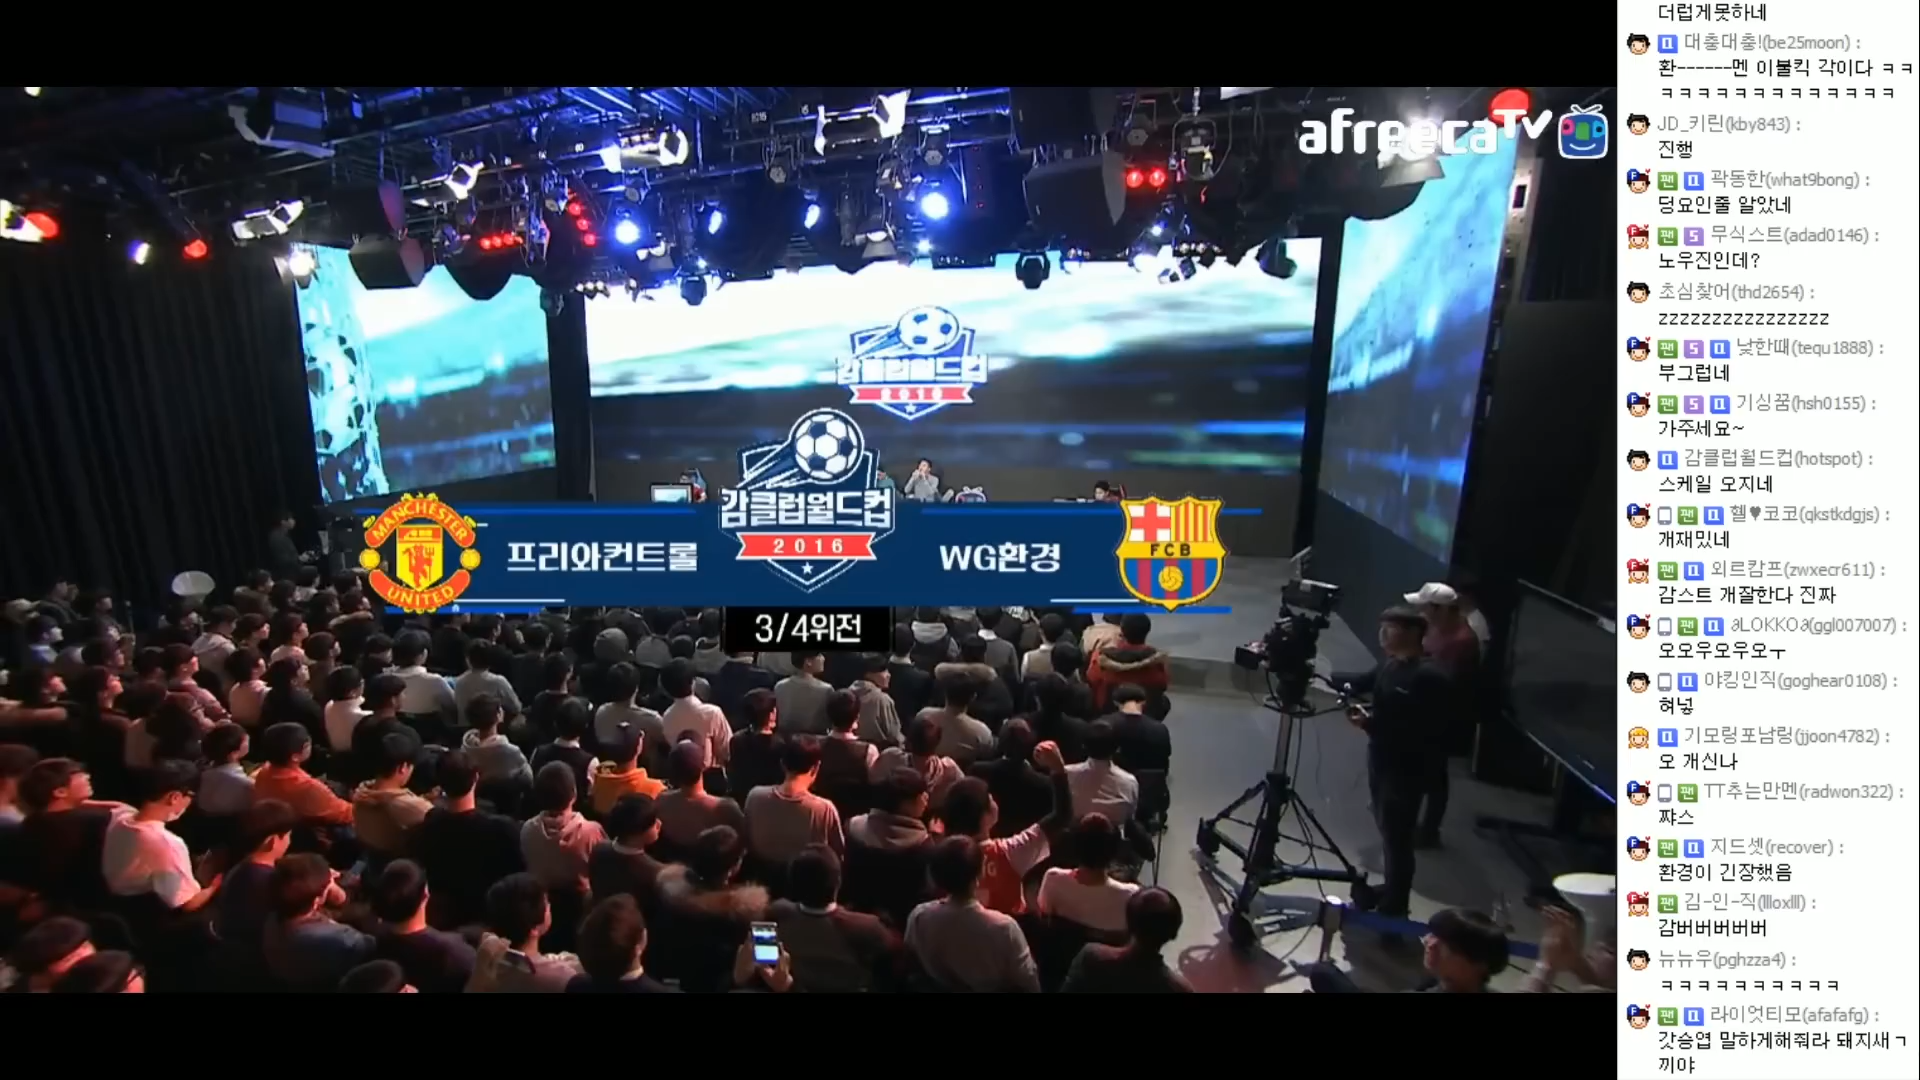 afreecaTV
감클럽월드컵
2016
MANCHESTER
UNITED
프리와컨트롤
감클럽월드컵
2016
WG환경
FCB
3/4위전
더럽게못하네
대충대충!(be25moon) :
환------멘 이불킥 각이다 ㅋㅋ
ㅋㅋㅋㅋㅋㅋㅋㅋㅋㅋㅋㅋㅋ
JD_키린(kby843) :
진행
팬 곽동한(what9bong) :
덩요인줄 알았네
팬 S 무식스트(adad0146) :
노우진인데?
초심찾어(thd2654) :
zzzzzzzzzzzzzzzz
팬 S 낮한때(tequ1888) :
부그럽네
팬 S 기싱꿈(hsh0155) :
가주세요~
감클럽월드컵(hotspot) :
스케일 오지네
팬 헬♥코코(qkstkdgjs) :
개재밌네
팬 외르캄프(zwxecr611) :
감스트 개잘한다 진짜
팬 ∂LOKKO∂(ggl007007) :
오오우오우오ㅜ
야킹인직(goghear0108) :
혀넣
기모링포남링(jjoon4782) :
오 개신나
팬 TT추는만멘(radwon322) :
쨔스
팬 지드셋(recover) :
환경이 긴장했음
팬 김-인-직(llloxlll) :
감버버버버버
뉴뉴우(pghzza4) :
ㅋㅋㅋㅋㅋㅋㅋㅋㅋㅋ
팬 라이엇티모(afafafg) :
갓승엽 말하게해줘라 돼지새ㄱ
끼야